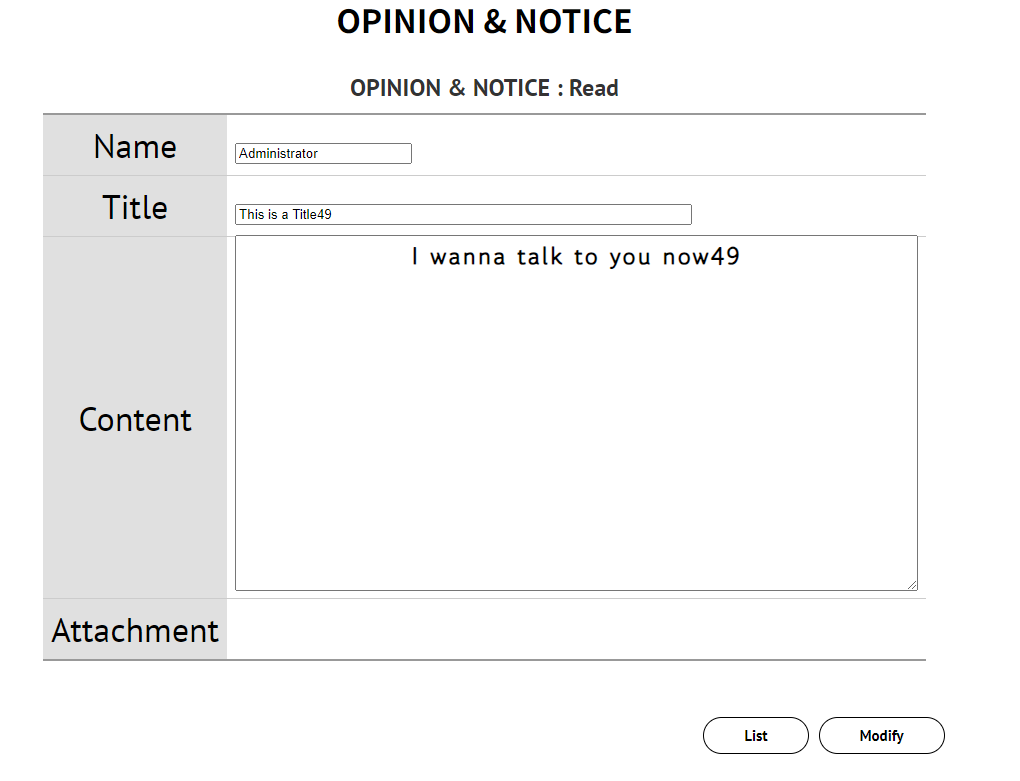 OPINION & NOTICE
OPINION & NOTICE : Read
Name
Administrator
Title
This is a Title49
Content
I wanna talk to you now49
Attachment
List
Modify